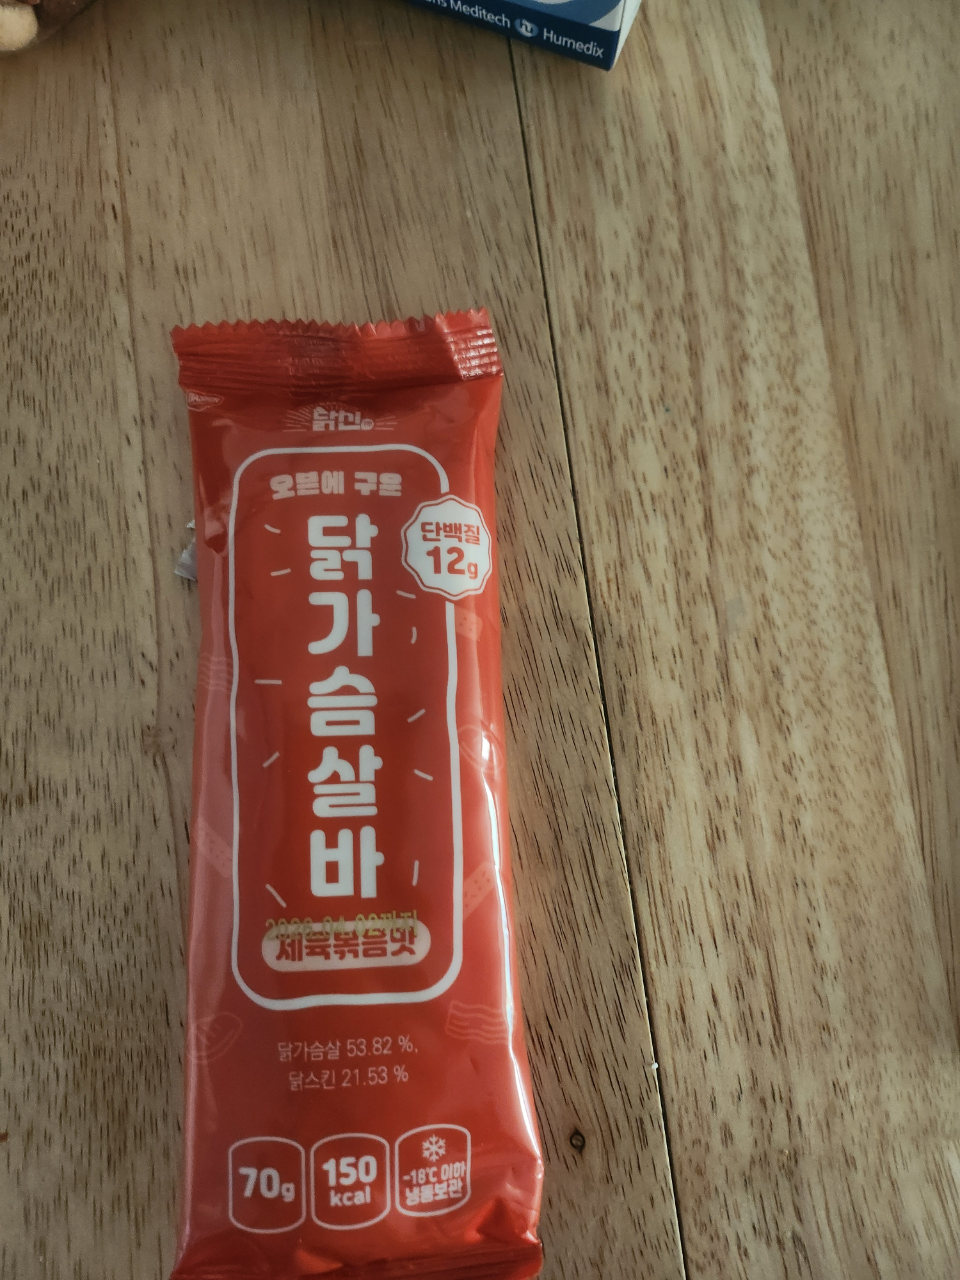 Meditech Humedix
닭신
오븐에 구운
단백질
12g
닭가슴살바
제육볶음맛
닭가슴살 53.82 %,
닭스킨 21.53 %
70g
150
kcal
-18℃ 이하
냉동보관